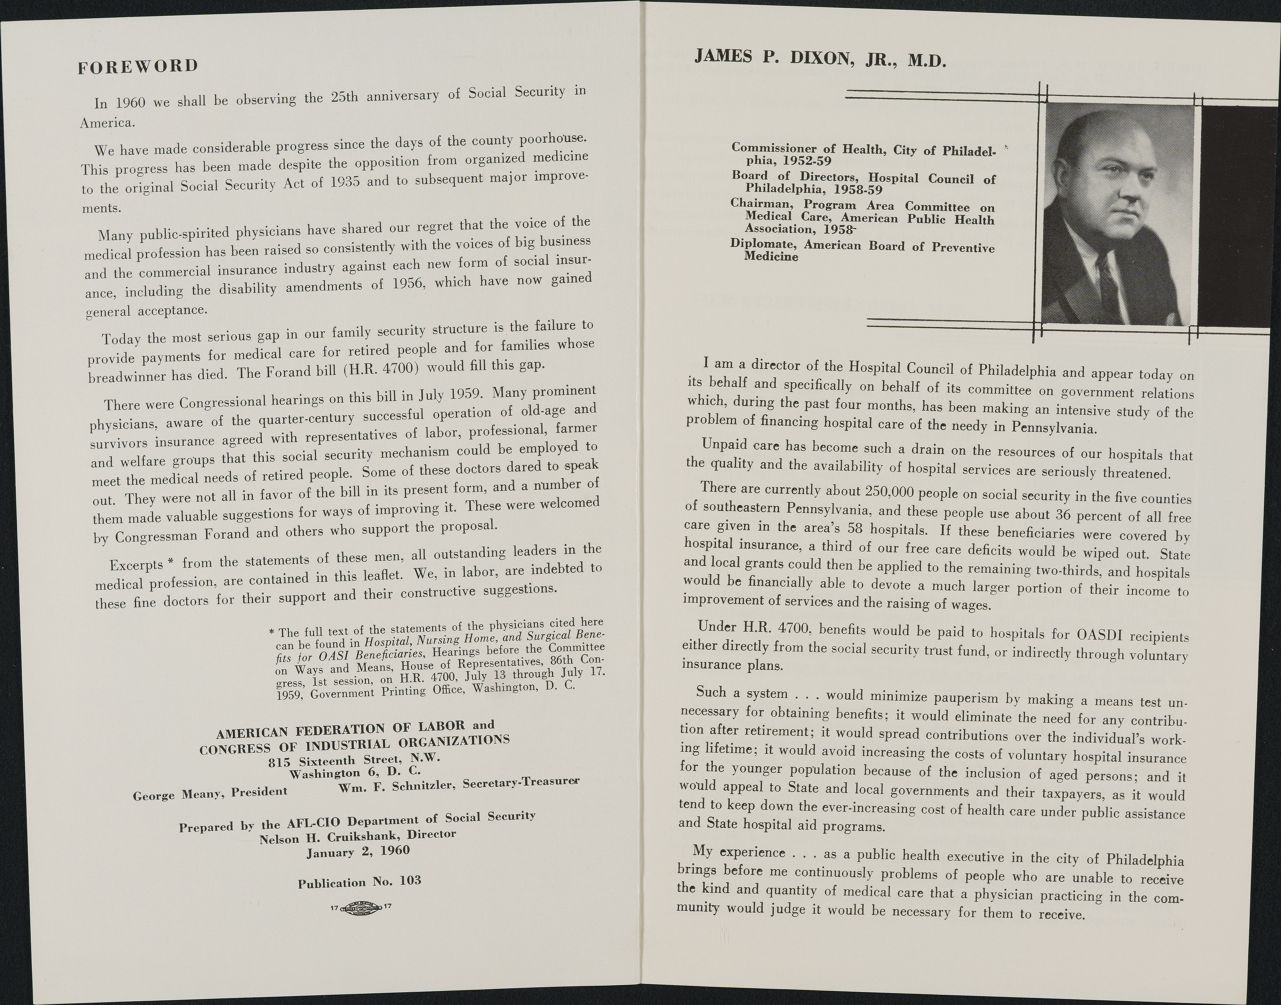 FOREWORD
In 1960 we shall be observing the 25th anniversary of Social Security in
America.
We have made considerable progress since the days of the county poorhouse.
This progress has been made despite the opposition from organized medicine
to the original Social Security Act of 1935 and to subsequent major improve-
ments.
Many public-spirited physicians have shared our regret that the voice of the
medical profession has been raised so consistently with the voices of big business
and the commercial insurance industry against each new form of social insur-
ance, including the disability amendments of 1956, which have now gained
general acceptance.
Today the most serious gap in our family security structure is the failure to
provide payments for medical care for retired people and for families whose
breadwinner has died. The Forand bill (H.R. 4700) would fill this gap.
There were Congressional hearings on this bill in July 1959. Many prominent
physicians, aware of the quarter-century successful operation of old-age and
survivors insurance agreed with representatives of labor, professional, farmer
and welfare groups that this social security mechanism could be employed to
meet the medical needs of retired people. Some of these doctors dared to speak
out. They were not all in favor of the bill in its present form, and a number of
them made valuable suggestions for ways of improving it. These were welcomed
by Congressman Forand and others who support the proposal.
Excerpts * from the statements of these men, all outstanding leaders in the
medical profession, are contained in this leaflet. We, in labor, are indebted to
these fine doctors for their support and their constructive suggestions.
* The full text of the statements of the physicians cited here
can be found in Hospital, Nursing Home, and Surgical Bene-
fits for OASI Beneficiaries, Hearings before the Committee
on Ways and Means, House of Representatives, 86th Con-
gress, 1st session, on H.R. 4700, July 13 through July 17,
1959, Government Printing Office, Washington, D. C.
AMERICAN FEDERATION OF LABOR and
CONGRESS OF INDUSTRIAL ORGANIZATIONS
815 Sixteenth Street, N.W.
Washington 6, D. C.
George Meany, President Wm. F. Schnitzler, Secretary-Treasurer
Prepared by the AFL-CIO Department of Social Security
Nelson H. Cruikshank, Director
January 2, 1960
Publication No. 103
17 17
JAMES P. DIXON, JR., M.D.
Commissioner of Health, City of Philadel-
phia, 1952-59
Board of Directors, Hospital Council of
Philadelphia, 1958-59
Chairman, Program Area Committee on
Medical Care, American Public Health
Association, 1958-
Diplomate, American Board of Preventive
Medicine
I am a director of the Hospital Council of Philadelphia and appear today on
its behalf and specifically on behalf of its committee on government relations
which, during the past four months, has been making an intensive study of the
problem of financing hospital care of the needy in Pennsylvania.
Unpaid care has become such a drain on the resources of our hospitals that
the quality and the availability of hospital services are seriously threatened.
There are currently about 250,000 people on social security in the five counties
of southeastern Pennsylvania, and these people use about 36 percent of all free
care given in the area's 58 hospitals. If these beneficiaries were covered by
hospital insurance, a third of our free care deficits would be wiped out. State
and local grants could then be applied to the remaining two-thirds, and hospitals
would be financially able to devote a much larger portion of their income to
improvement of services and the raising of wages.
Under H.R. 4700, benefits would be paid to hospitals for OASDI recipients
either directly from the social security trust fund, or indirectly through voluntary
insurance plans.
Such a system . . . would minimize pauperism by making a means test un-
necessary for obtaining benefits; it would eliminate the need for any contribu-
tion after retirement; it would spread contributions over the individual's work-
ing lifetime; it would avoid increasing the costs of voluntary hospital insurance
for the younger population because of the inclusion of aged persons; and it
would appeal to State and local governments and their taxpayers, as it would
tend to keep down the ever-increasing cost of health care under public assistance
and State hospital aid programs.
My experience . . . as a public health executive in the city of Philadelphia
brings before me continuously problems of people who are unable to receive
the kind and quantity of medical care that a physician practicing in the com-
munity would judge it would be necessary for them to receive.